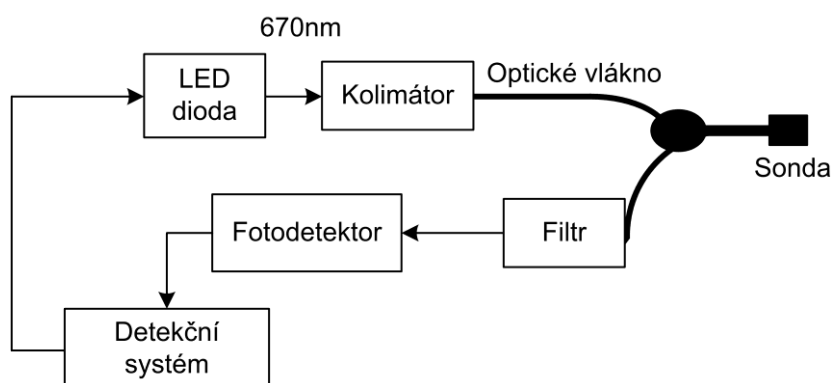 670nm
LED
dioda
Kolimátor
Optické vlákno
Sonda
Fotodetektor
Filtr
Detekční
systém